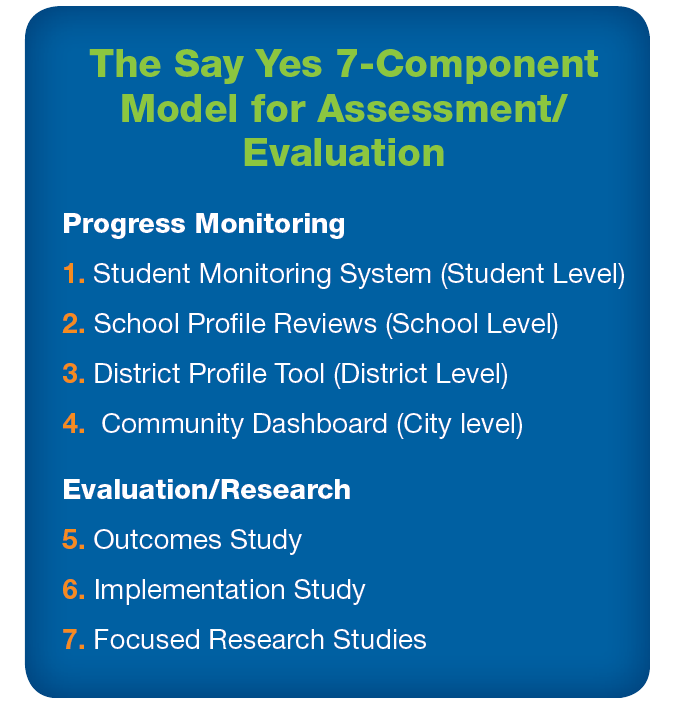 The Say Yes 7-Component
Model for Assessment/
Evaluation
Progress Monitoring
1. Student Monitoring System (Student Level)
2. School Profile Reviews (School Level)
3. District Profile Tool (District Level)
4. Community Dashboard (City level)
Evaluation/Research
5. Outcomes Study
6. Implementation Study
7. Focused Research Studies